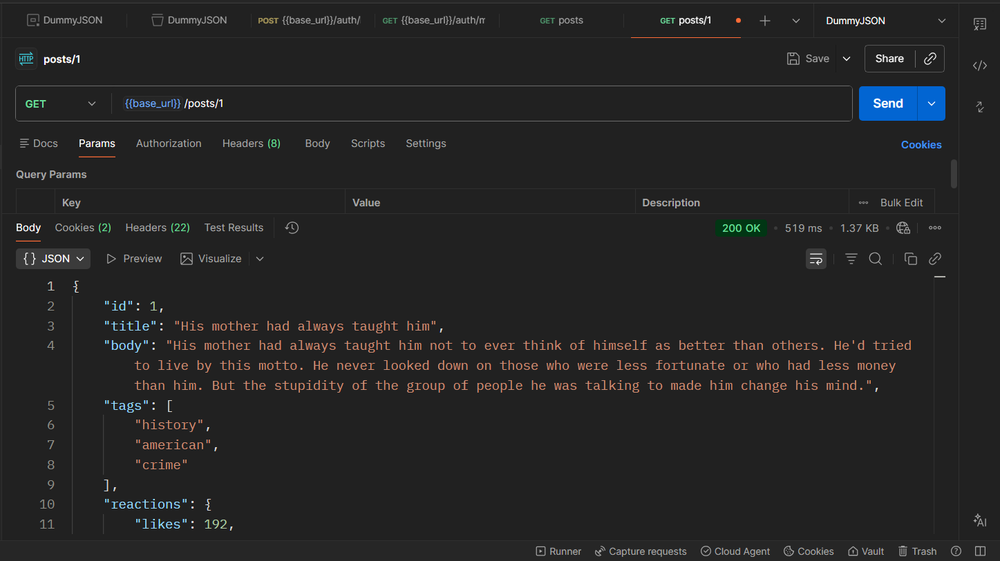 DummyJSON
DummyJSON
POST {{base_url}}/auth/l
GET {{base_url}}/auth/m
GET posts
GET posts/1
DummyJSON
HTTP posts/1
Save
Share
GET
{{base_url}} /posts/1
Send
Docs
Params
Authorization
Headers (8)
Body
Scripts
Settings
Cookies
Query Params
Key
Value
Description
Bulk Edit
Body
Cookies (2)
Headers (22)
Test Results
200 OK
519 ms
1.37 KB
{} JSON
Preview
Visualize
1 {
2 "id": 1,
3 "title": "His mother had always taught him",
4 "body": "His mother had always taught him not to ever think of himself as better than others. He'd tried
to live by this motto. He never looked down on those who were less fortunate or who had less money
than him. But the stupidity of the group of people he was talking to made him change his mind.",
5 "tags": [
6 "history",
7 "american",
8 "crime"
9 ],
10 "reactions": {
11 "likes": 192,
AI
Runner
Capture requests
Cloud Agent
Cookies
Vault
Trash